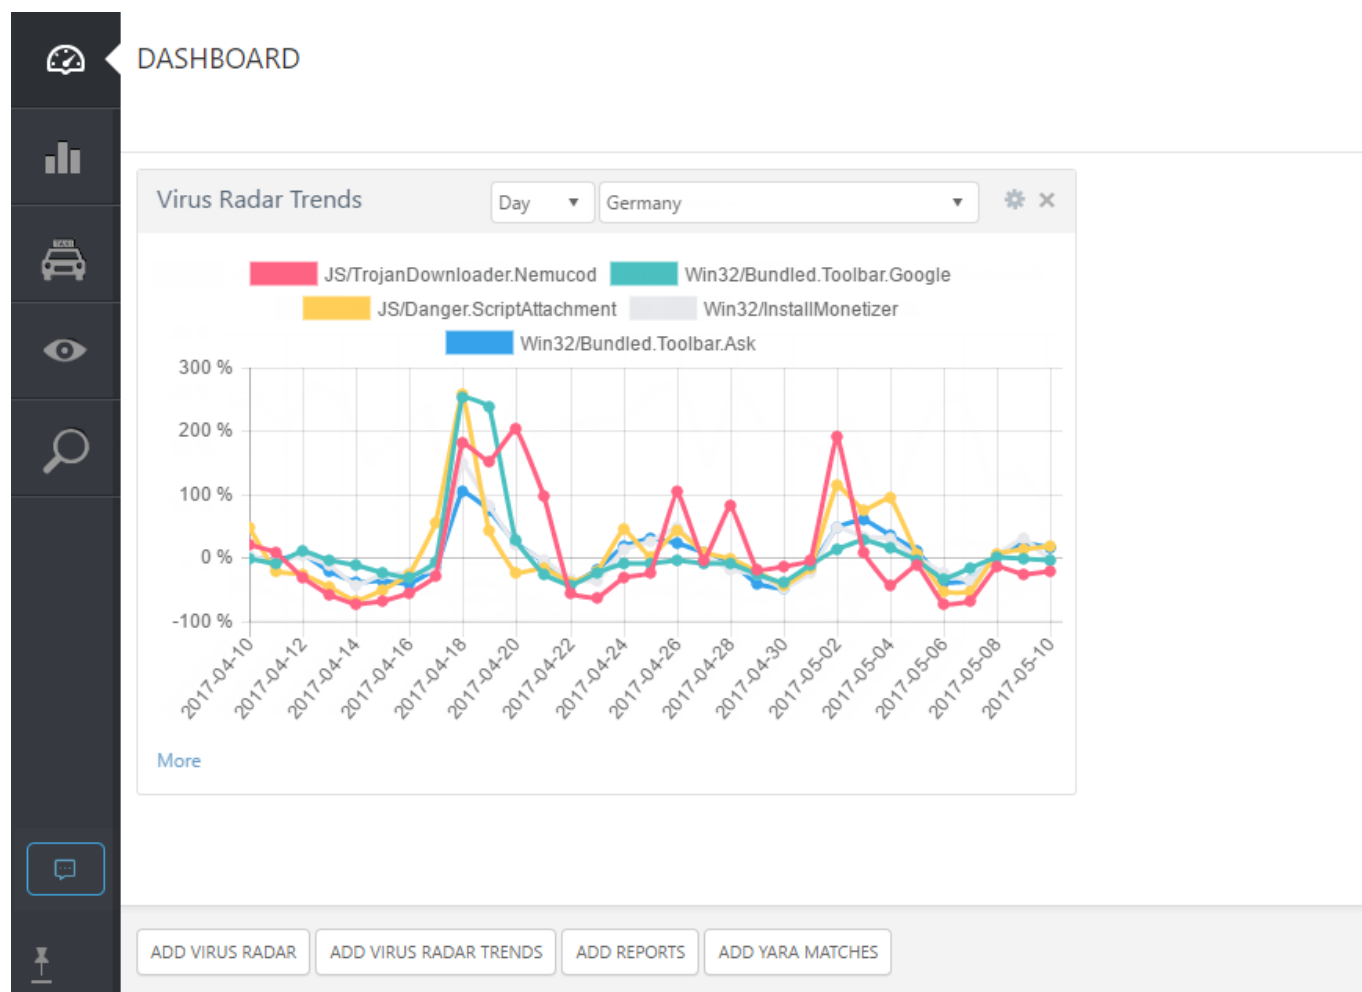 DASHBOARD
Virus Radar Trends Day Germany
JS/TrojanDownloader.Nemucod Win32/Bundled.Toolbar.Google
JS/Danger.ScriptAttachment Win32/InstallMonetizer
Win32/Bundled.Toolbar.Ask
300 %
200 %
100 %
0 %
-100 %
2017-04-10 2017-04-12 2017-04-14 2017-04-16 2017-04-18 2017-04-20 2017-04-22 2017-04-24 2017-04-26 2017-04-28 2017-04-30 2017-05-02 2017-05-04 2017-05-06 2017-05-08 2017-05-10
More
ADD VIRUS RADAR ADD VIRUS RADAR TRENDS ADD REPORTS ADD YARA MATCHES